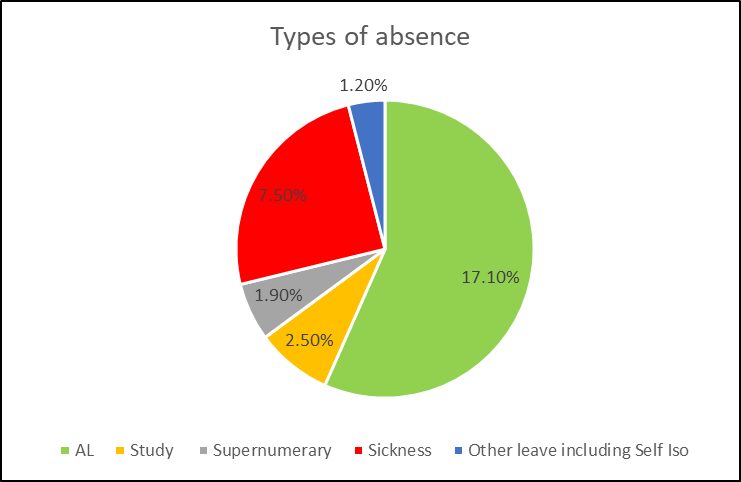 Types of absence
1.20%
7.50%
17.10%
1.90%
2.50%
AL Study Supernumerary Sickness Other leave including Self Iso